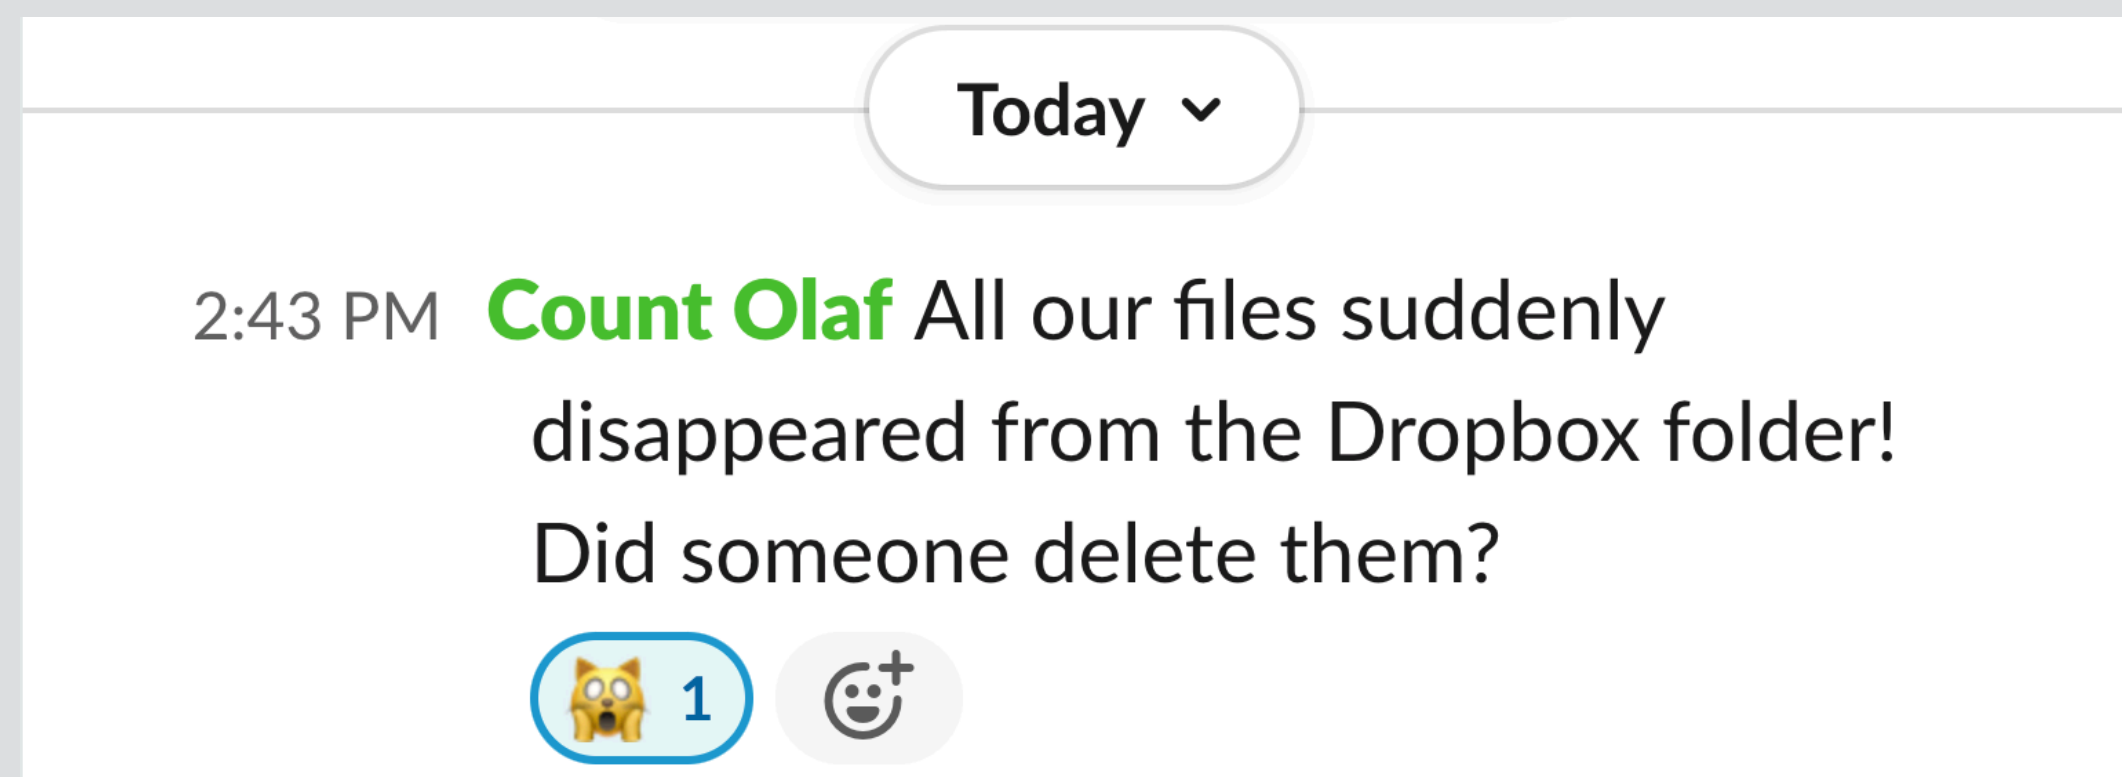 Today
2:43 PM Count Olaf All our files suddenly
disappeared from the Dropbox folder!
Did someone delete them?
1